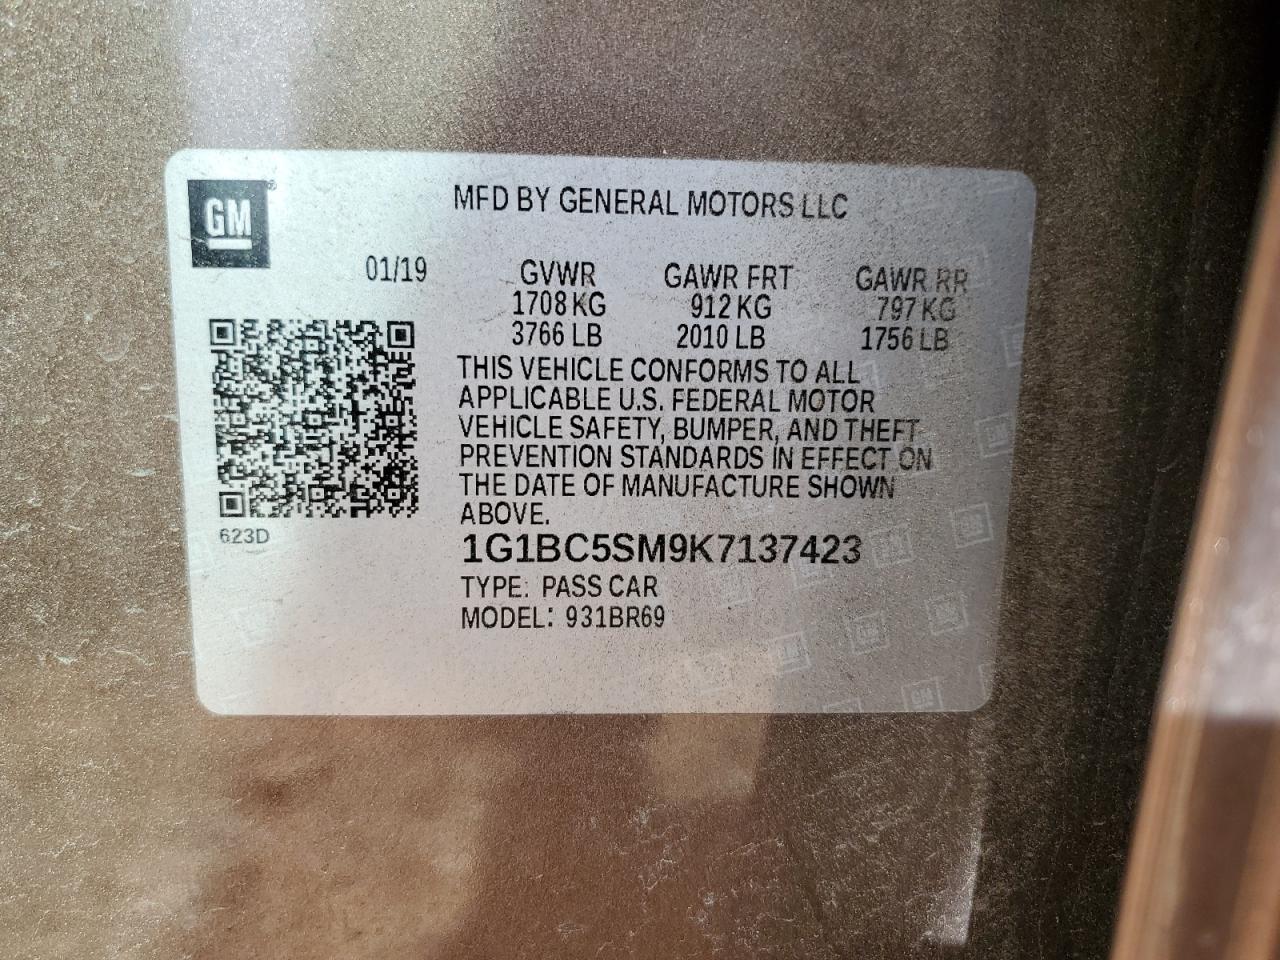 GM
MFD BY GENERAL MOTORS LLC
01/19
GVWR GAWR FRT GAWR RR
1708 KG 912 KG 797 KG
3766 LB 2010 LB 1756 LB
THIS VEHICLE CONFORMS TO ALL
APPLICABLE U.S. FEDERAL MOTOR
VEHICLE SAFETY, BUMPER, AND THEFT
PREVENTION STANDARDS IN EFFECT ON
THE DATE OF MANUFACTURE SHOWN
ABOVE.
623D
1G1BC5SM9K7137423
TYPE: PASS CAR
MODEL: 931BR69